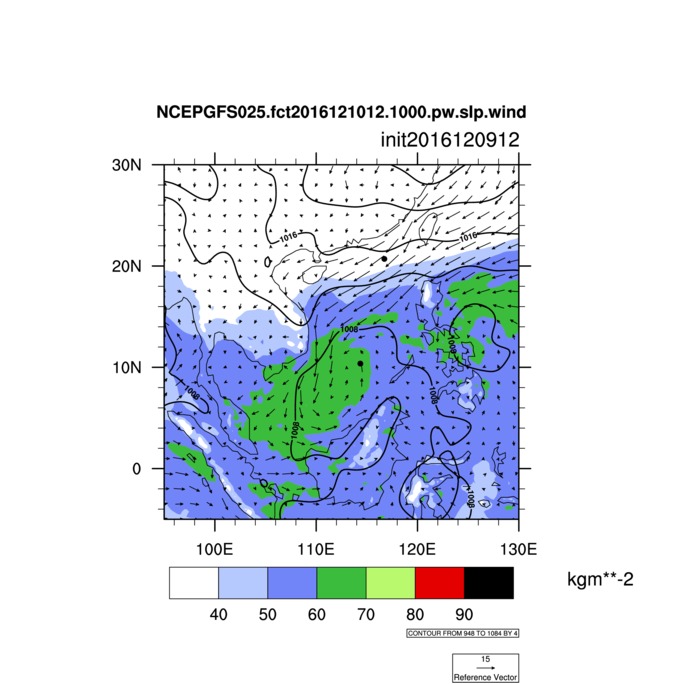 NCEPGFS025.fct2016121012.1000.pw.slp.wind
init2016120912
30N
1016
1016
20N
1008
1008
10N
1008
1008
1008
0
1008
100E
110E
120E
130E
kgm**-2
40
50
60
70
80
90
CONTOUR FROM 948 TO 1084 BY 4
15
Reference Vector